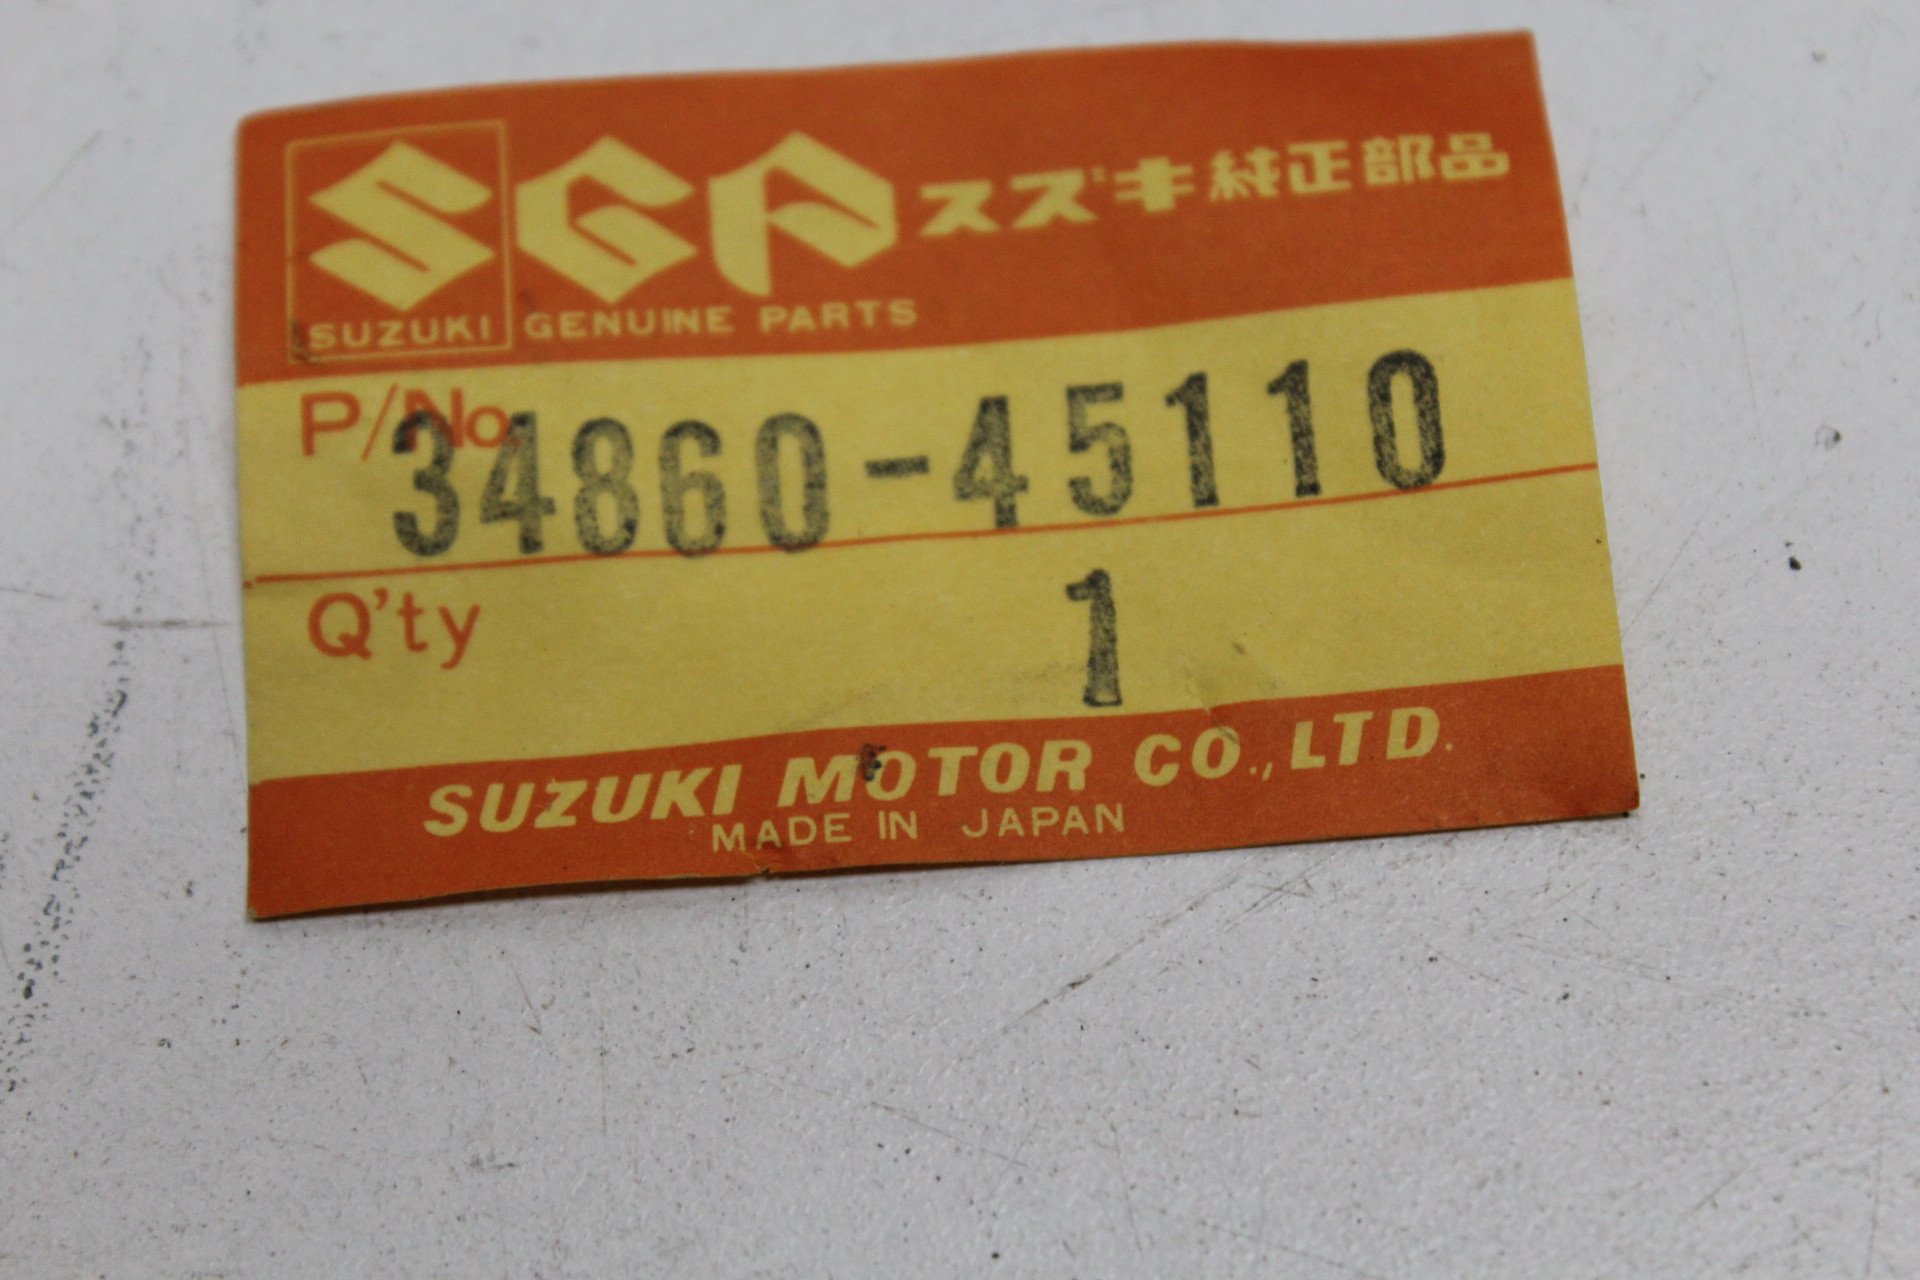 SGP スズキ純正部品
SUZUKI GENUINE PARTS
P/No. 34860-45110
Q'ty 1
SUZUKI MOTOR CO., LTD.
MADE IN JAPAN